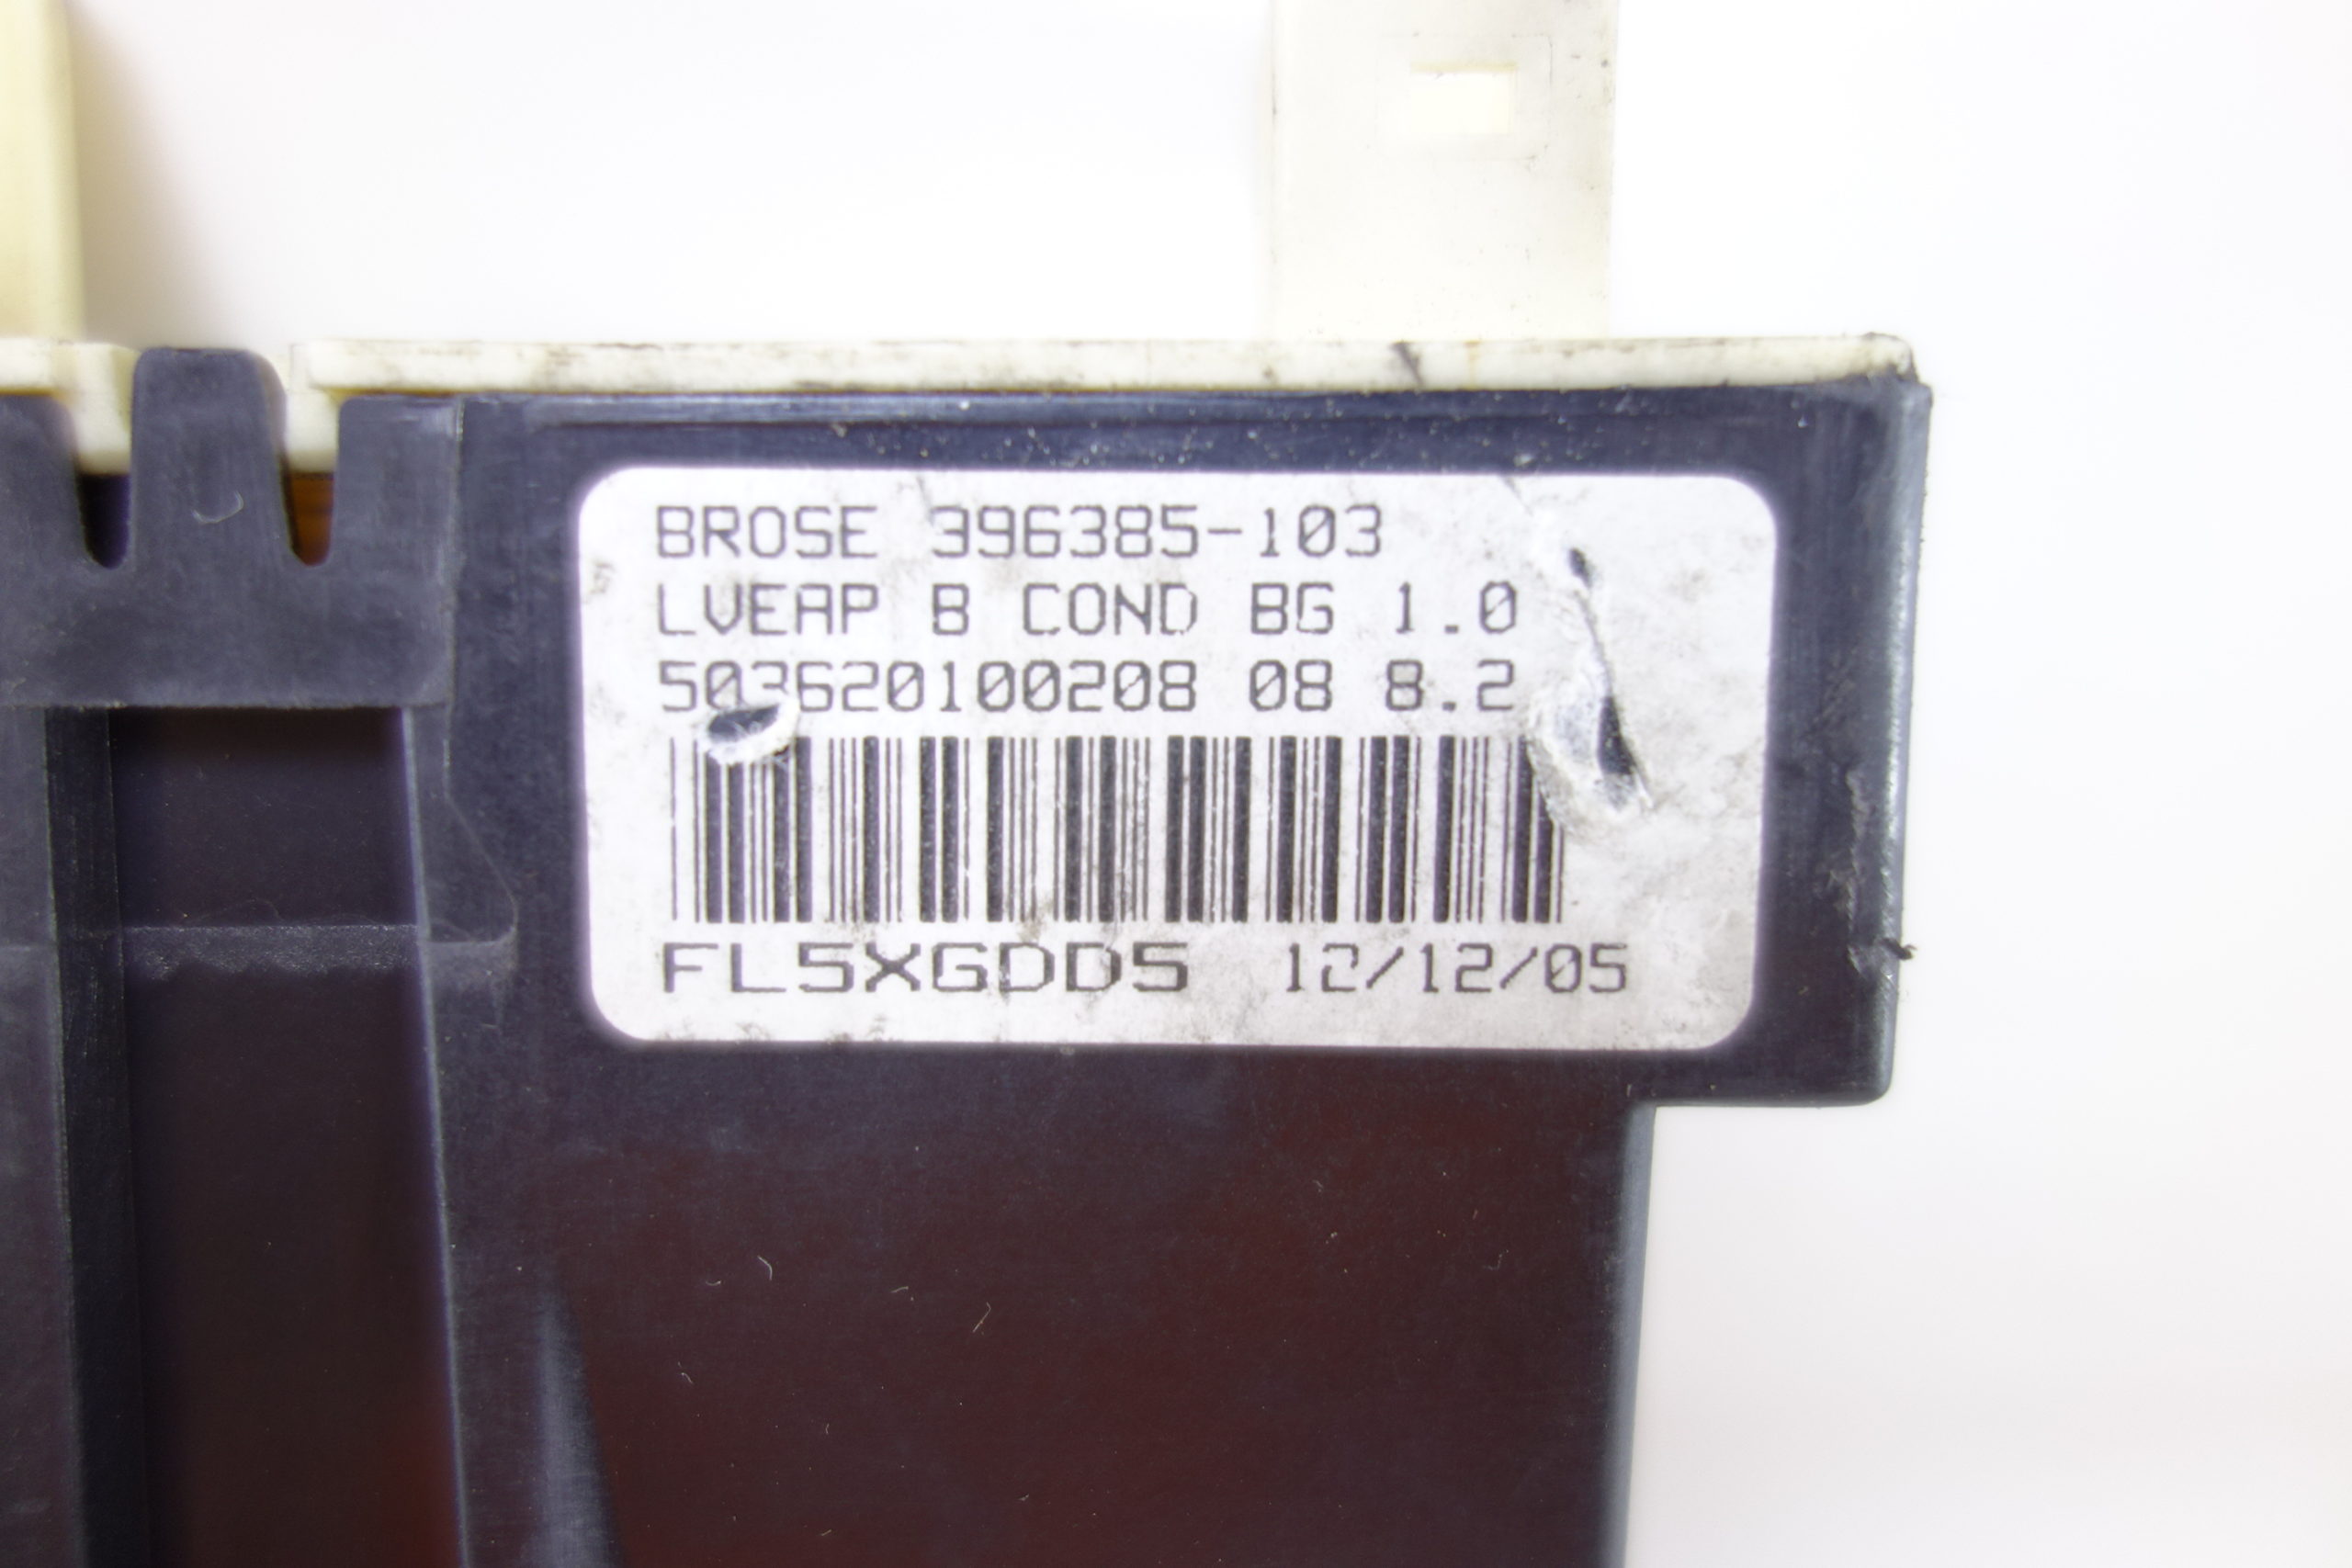 BROSE 396385-103
LVEAP B COND BG 1.0
503620100208 08 8.2
FL5XGDD5 12/12/05